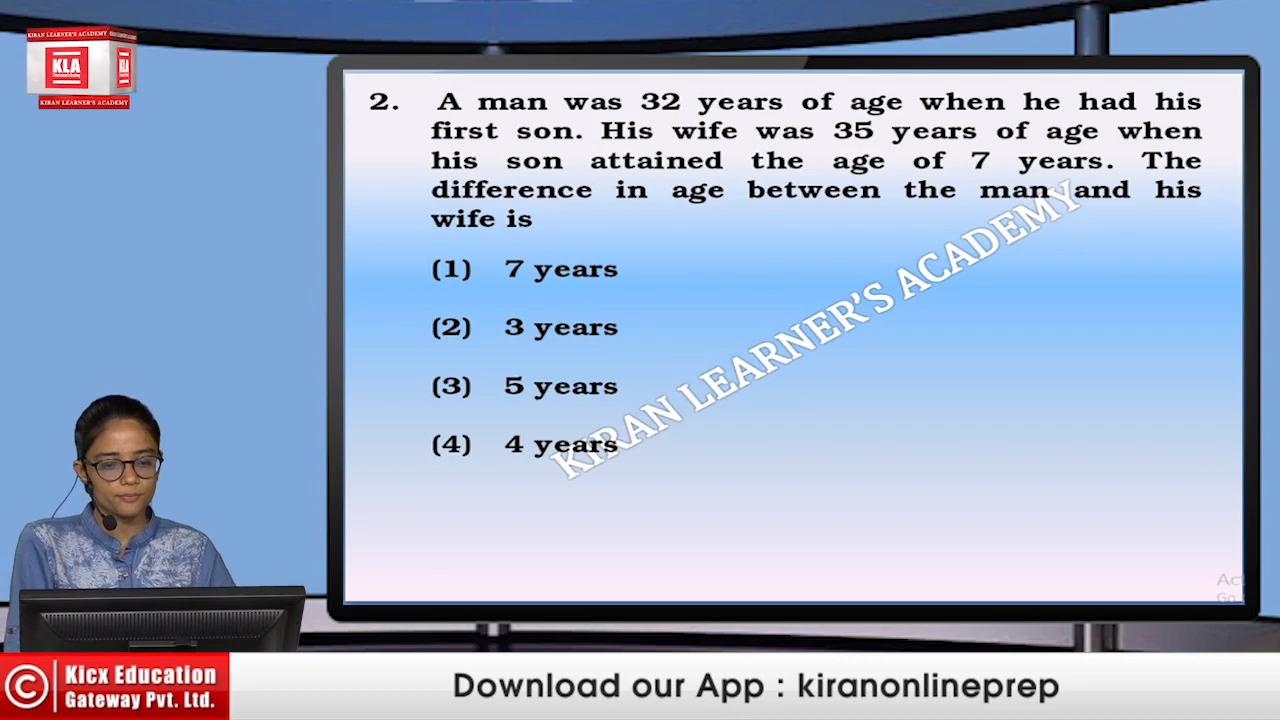 KIRAN LEARNER'S ACADEMY
KLA
KLA
KIRAN LEARNER'S ACADEMY
2. A man was 32 years of age when he had his
first son. His wife was 35 years of age when
his son attained the age of 7 years. The
difference in age between the man and his
wife is
(1) 7 years
(2) 3 years
(3) 5 years
(4) 4 years
KIRAN LEARNER'S ACADEMY
© Kicx Education
Gateway Pvt. Ltd.
Download our App : kiranonlineprep